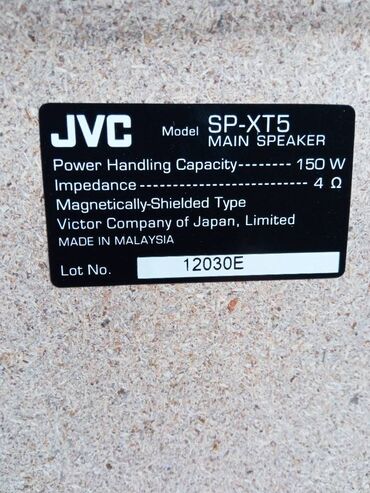 JVC Model SP-XT5
MAIN SPEAKER
Power Handling Capacity-------- 150 W
Impedance-------------------------- 4 Ω
Magnetically-Shielded Type
Victor Company of Japan, Limited
MADE IN MALAYSIA
Lot No. 12030E